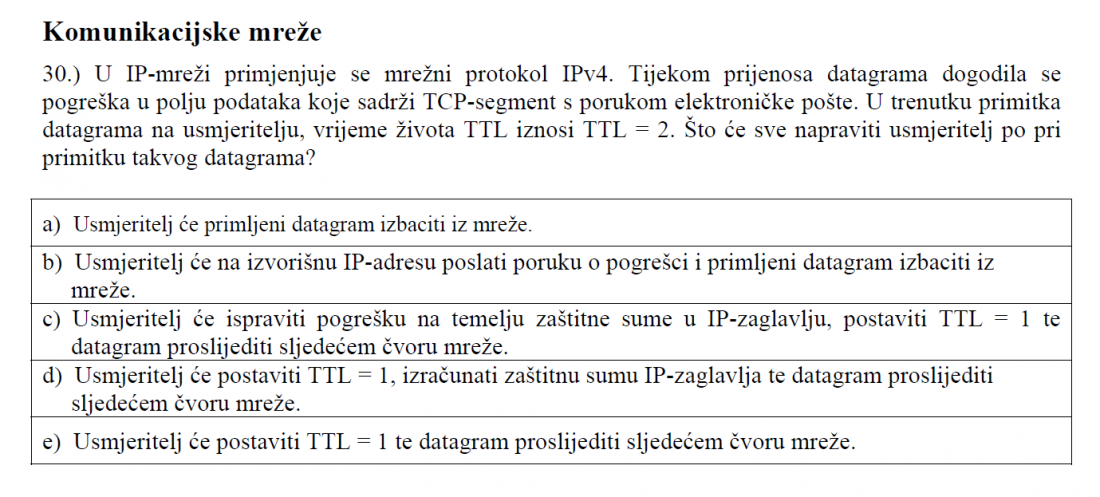 Komunikacijske mreže
30.) U IP-mreži primjenjuje se mrežni protokol IPv4. Tijekom prijenosa datagrama dogodila se
pogreška u polju podataka koje sadrži TCP-segment s porukom elektroničke pošte. U trenutku primitka
datagrama na usmjeritelju, vrijeme života TTL iznosi TTL = 2. Što će sve napraviti usmjeritelj po pri
primitku takvog datagrama?
a) Usmjeritelj će primljeni datagram izbaciti iz mreže.
b) Usmjeritelj će na izvorišnu IP-adresu poslati poruku o pogrešci i primljeni datagram izbaciti iz
mreže.
c) Usmjeritelj će ispraviti pogrešku na temelju zaštitne sume u IP-zaglavlju, postaviti TTL = 1 te
datagram proslijediti sljedećem čvoru mreže.
d) Usmjeritelj će postaviti TTL = 1, izračunati zaštitnu sumu IP-zaglavlja te datagram proslijediti
sljedećem čvoru mreže.
e) Usmjeritelj će postaviti TTL = 1 te datagram proslijediti sljedećem čvoru mreže.